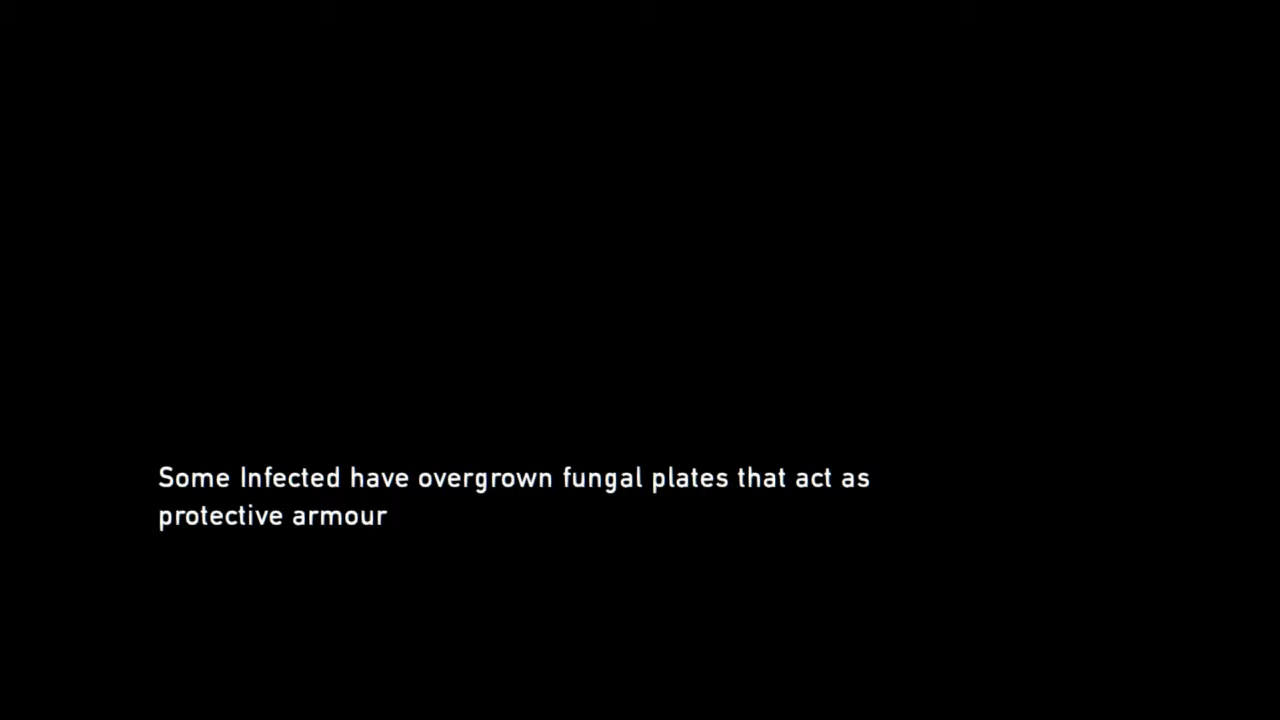 Some Infected have overgrown fungal plates that act as
protective armour